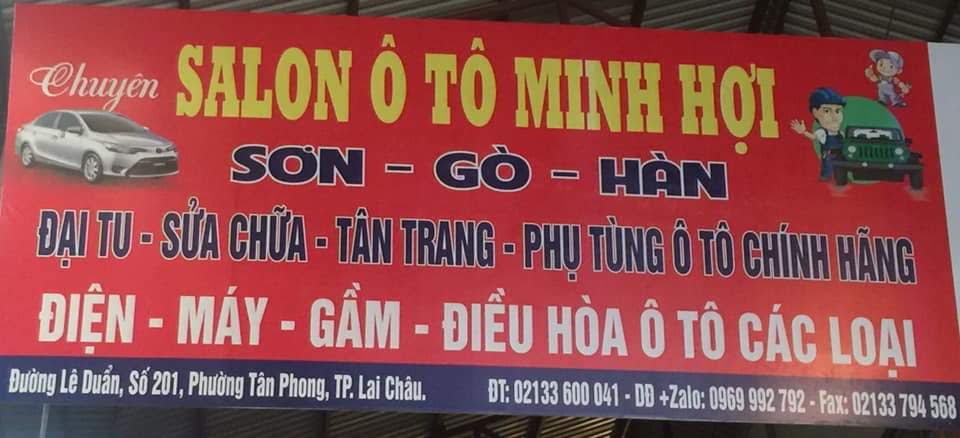 Chuyên SALON Ô TÔ MINH HỢI
SƠN - GÒ - HÀN
ĐẠI TU - SỬA CHỮA - TÂN TRANG - PHỤ TÙNG Ô TÔ CHÍNH HÃNG
ĐIỆN - MÁY - GẦM - ĐIỀU HÒA Ô TÔ CÁC LOẠI
Đường Lê Duẩn, Số 201, Phường Tân Phong, TP. Lai Châu. ĐT: 02133 600 041 - DĐ +Zalo: 0969 992 792 - Fax: 02133 794 568